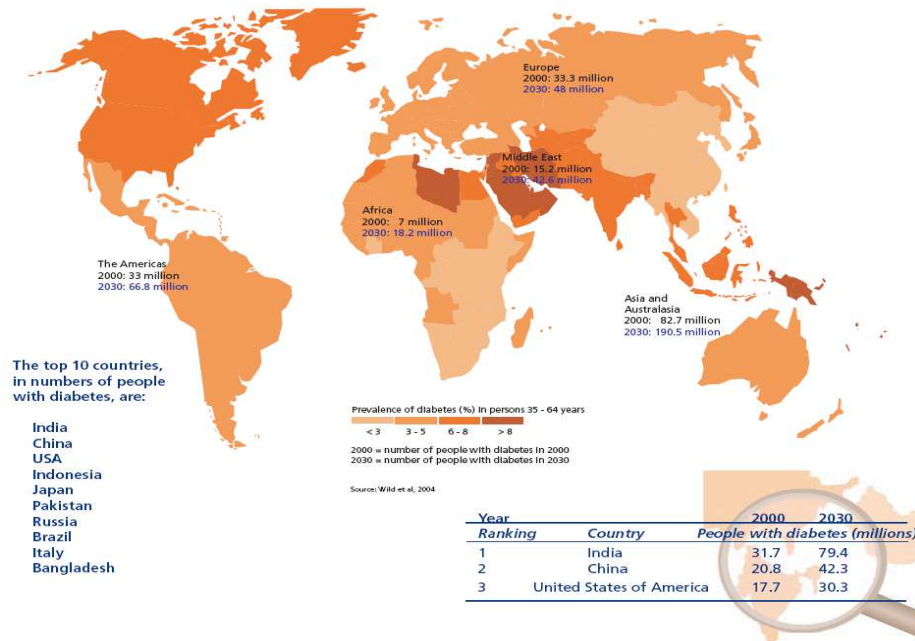 Europe
2000: 33.3 million
2030: 48 million
Middle East
2000: 15.2 million
2030: 42.6 million
Africa
2000: 7 million
2030: 18.2 million
The Americas
2000: 33 million
2030: 66.8 million
Asia and
Australasia
2000: 82.7 million
2030: 190.5 million
The top 10 countries,
in numbers of people
with diabetes, are:
India
China
USA
Indonesia
Japan
Pakistan
Russia
Brazil
Italy
Bangladesh
Prevalence of diabetes (%) in persons 35 - 64 years
< 3 3 - 5 6 - 8 > 8
2000 = number of people with diabetes in 2000
2030 = number of people with diabetes in 2030
Source: Wild et al, 2004
Year 2000 2030
Ranking Country People with diabetes (millions)
1 India 31.7 79.4
2 China 20.8 42.3
3 United States of America 17.7 30.3